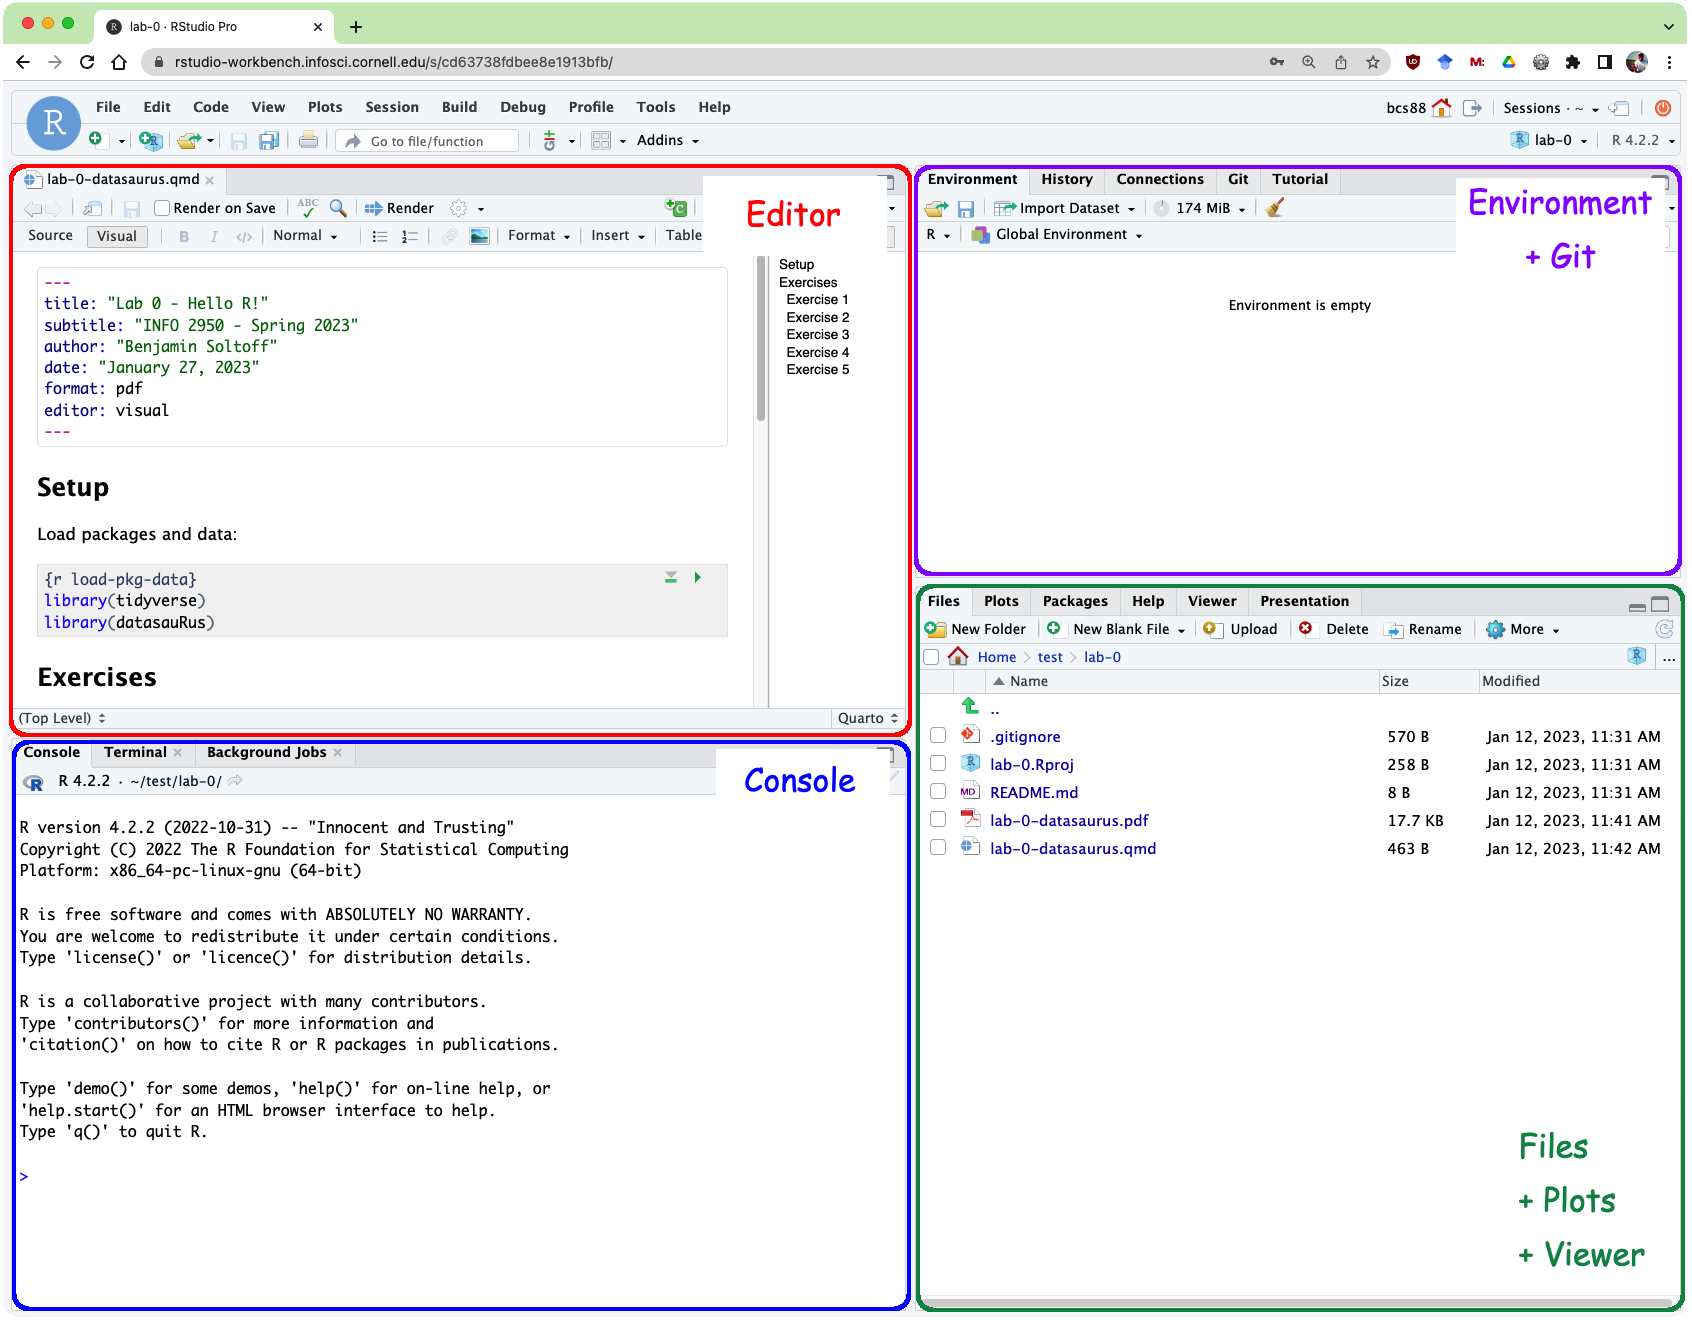 lab-0 · RStudio Pro
rstudio-workbench.infosci.cornell.edu/s/cd63738fdbee8e1913bfb/
File Edit Code View Plots Session Build Debug Profile Tools Help
bcs88 Sessions · ~
Go to file/function Addins
lab-0 R 4.2.2
lab-0-datasaurus.qmd
Editor
Render on Save ABC Render
Source Visual B I </> Normal Format Insert Table
---
title: "Lab 0 - Hello R!"
subtitle: "INFO 2950 - Spring 2023"
author: "Benjamin Soltoff"
date: "January 27, 2023"
format: pdf
editor: visual
---
Setup
Load packages and data:
{r load-pkg-data}
library(tidyverse)
library(datasauRus)
Exercises
Setup
Exercises
Exercise 1
Exercise 2
Exercise 3
Exercise 4
Exercise 5
(Top Level) Quarto
Console Terminal Background Jobs
Console
R 4.2.2 · ~/test/lab-0/
R version 4.2.2 (2022-10-31) -- "Innocent and Trusting"
Copyright (C) 2022 The R Foundation for Statistical Computing
Platform: x86_64-pc-linux-gnu (64-bit)
R is free software and comes with ABSOLUTELY NO WARRANTY.
You are welcome to redistribute it under certain conditions.
Type 'license()' or 'licence()' for distribution details.
R is a collaborative project with many contributors.
Type 'contributors()' for more information and
'citation()' on how to cite R or R packages in publications.
Type 'demo()' for some demos, 'help()' for on-line help, or
'help.start()' for an HTML browser interface to help.
Type 'q()' to quit R.
>
Environment History Connections Git Tutorial
Environment
+ Git
Import Dataset 174 MiB
R Global Environment
Environment is empty
Files Plots Packages Help Viewer Presentation
New Folder New Blank File Upload Delete Rename More
Home > test > lab-0 R ...
Name Size Modified
..
.gitignore 570 B Jan 12, 2023, 11:31 AM
lab-0.Rproj 258 B Jan 12, 2023, 11:31 AM
README.md 8 B Jan 12, 2023, 11:31 AM
lab-0-datasaurus.pdf 17.7 KB Jan 12, 2023, 11:41 AM
lab-0-datasaurus.qmd 463 B Jan 12, 2023, 11:42 AM
Files
+ Plots
+ Viewer